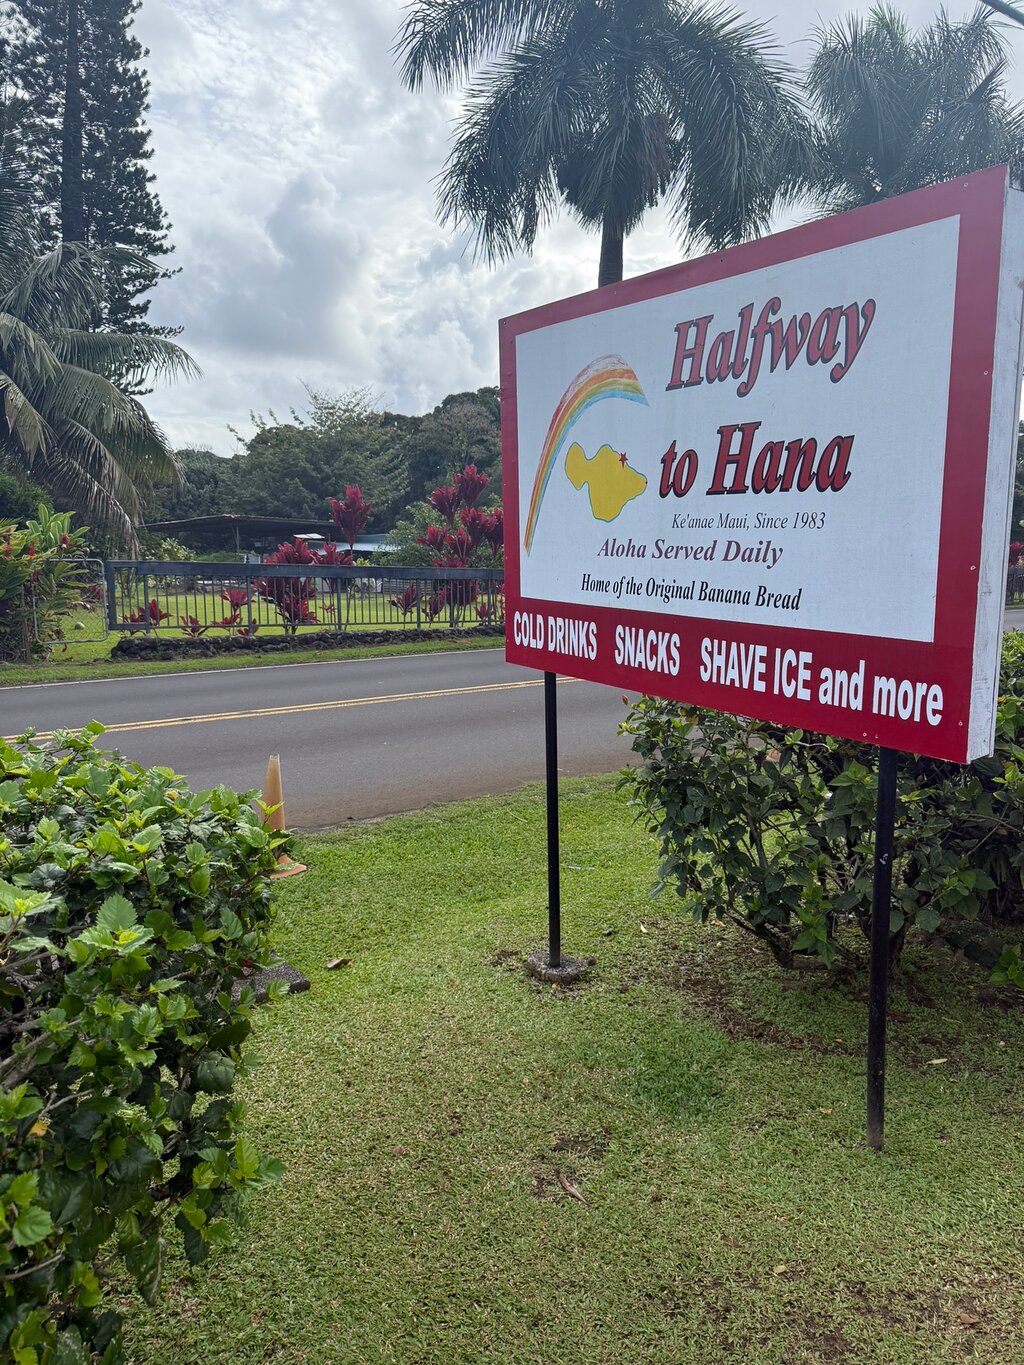 Halfway
to Hana
Ke'anae Maui, Since 1983
Aloha Served Daily
Home of the Original Banana Bread
COLD DRINKS SNACKS SHAVE ICE and more